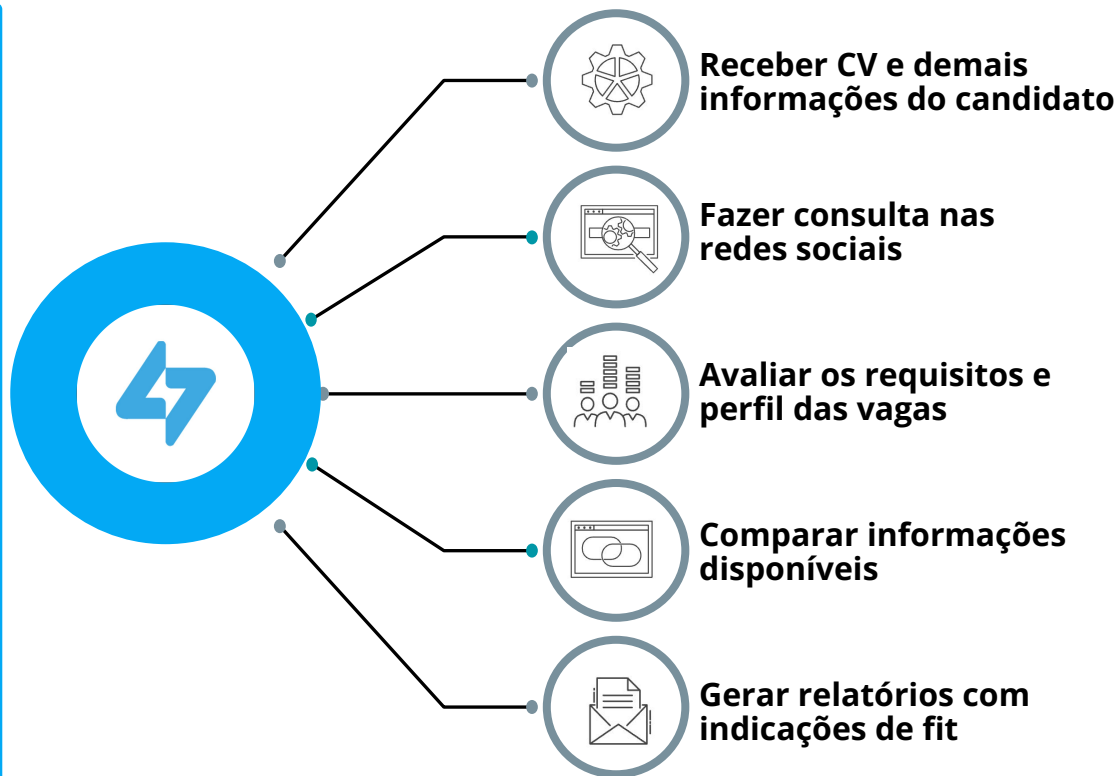 Receber CV e demais
informações do candidato
Fazer consulta nas
redes sociais
Avaliar os requisitos e
perfil das vagas
Comparar informações
disponíveis
Gerar relatórios com
indicações de fit